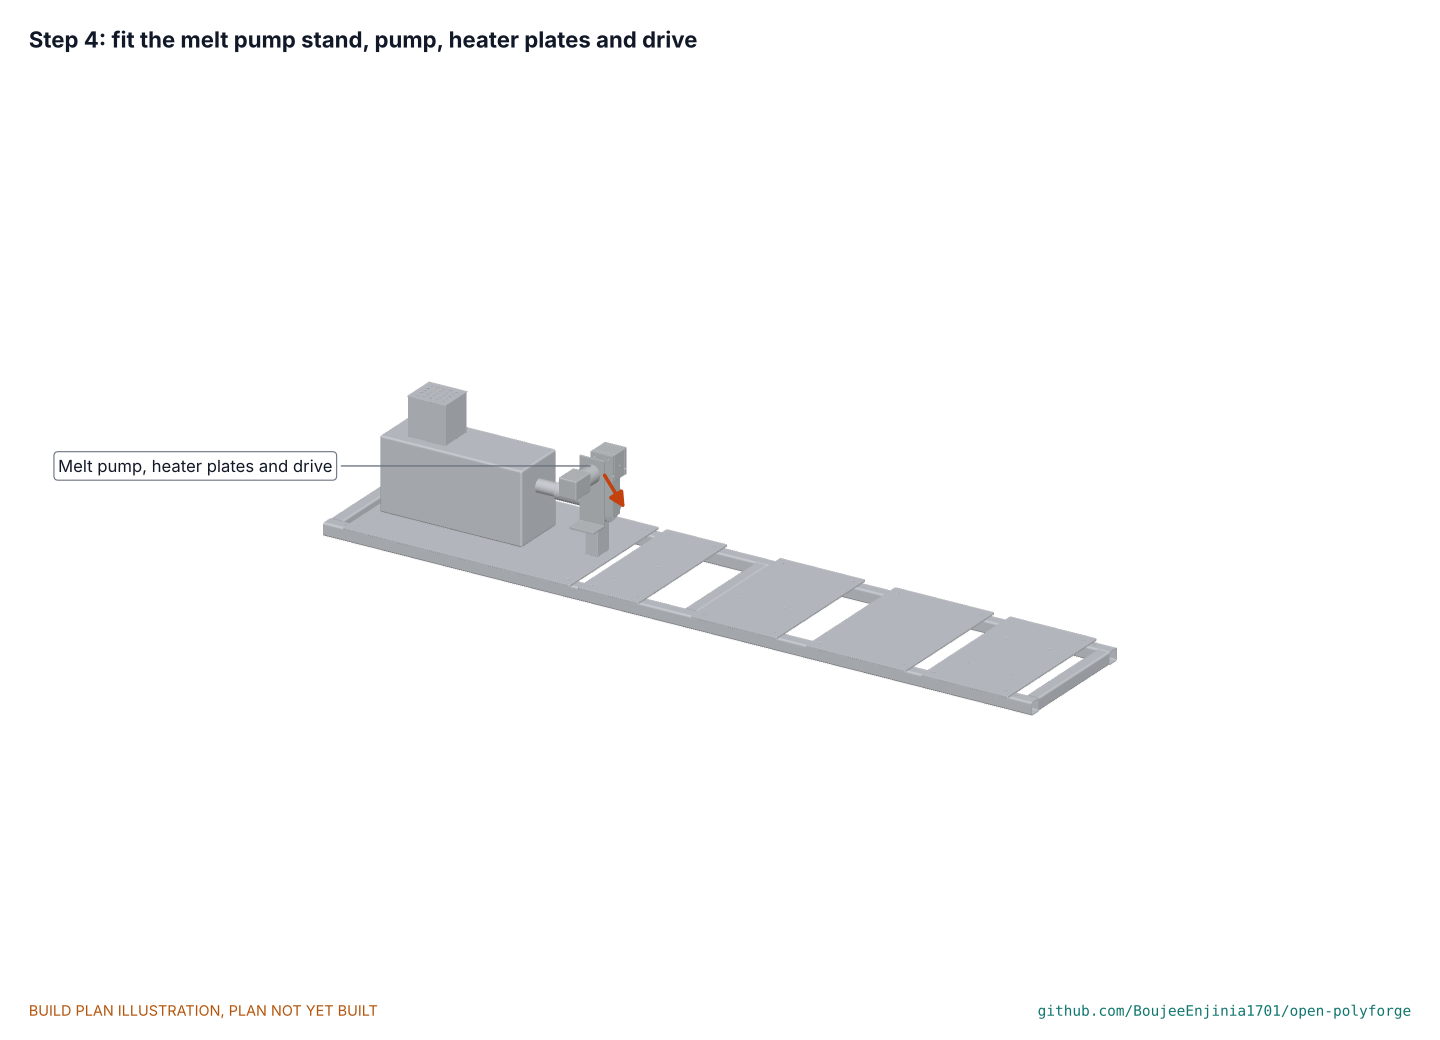 Step 4: fit the melt pump stand, pump, heater plates and drive
Melt pump, heater plates and drive
BUILD PLAN ILLUSTRATION, PLAN NOT YET BUILT
github.com/BoujeeEnjinia1701/open-polyforge